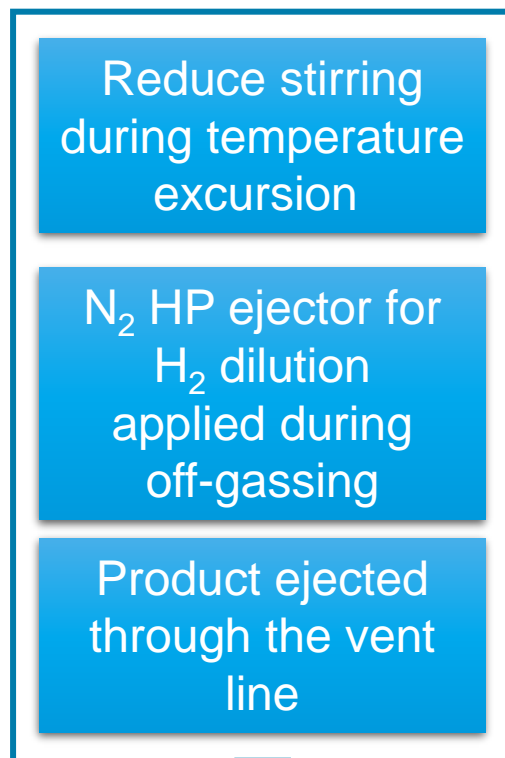 Reduce stirring
during temperature
excursion
N₂ HP ejector for
H₂ dilution
applied during
off-gassing
Product ejected
through the vent
line